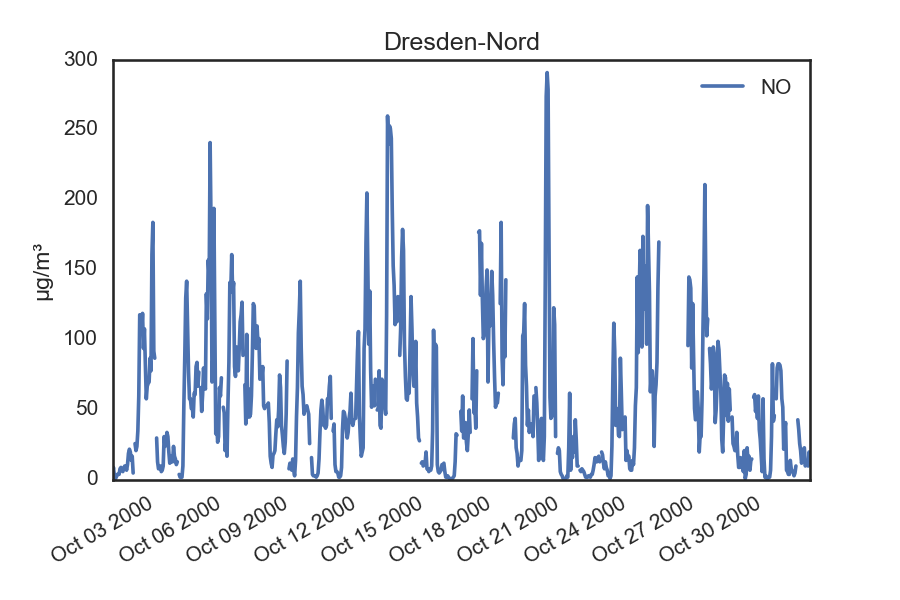 Dresden-Nord
NO
µg/m³
300
250
200
150
100
50
0
Oct 03 2000
Oct 06 2000
Oct 09 2000
Oct 12 2000
Oct 15 2000
Oct 18 2000
Oct 21 2000
Oct 24 2000
Oct 27 2000
Oct 30 2000